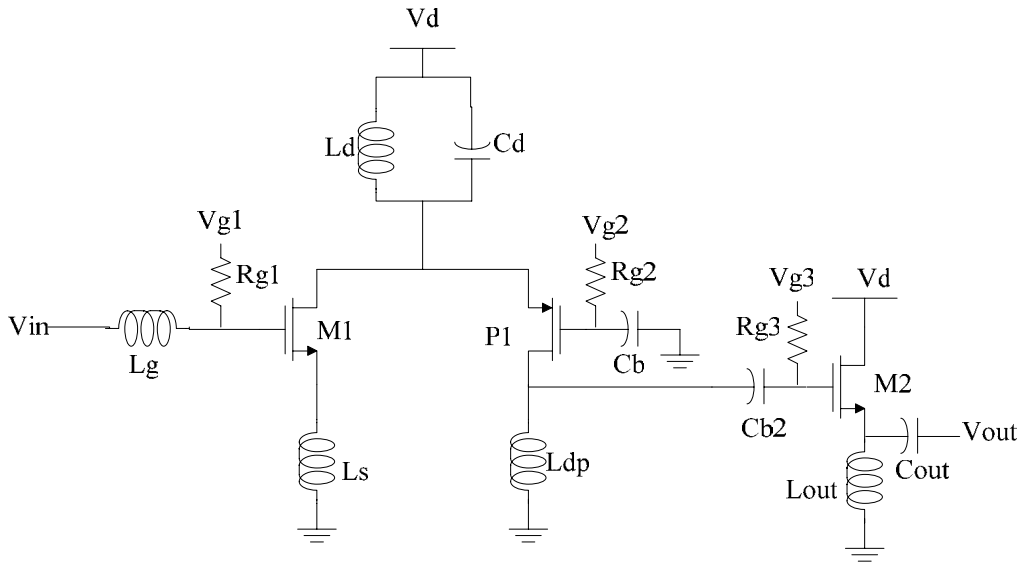 Vd
Ld
Cd
Vg1
Rg1
Vg2
Rg2
Vg3
Rg3
Vd
Vin
Lg
M1
P1
Cb
M2
Cb2
Vout
Cout
Ls
Ldp
Lout